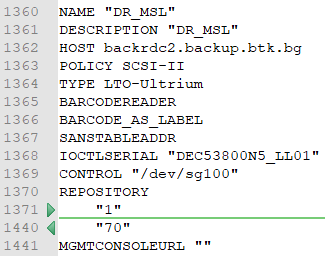 1360 NAME "DR_MSL"
1361 DESCRIPTION "DR_MSL"
1362 HOST backrdc2.backup.btk.bg
1363 POLICY SCSI-II
1364 TYPE LTO-Ultrium
1365 BARCODEREADER
1366 BARCODE_AS_LABEL
1367 SANSTABLEADDR
1368 IOCTLSERIAL "DEC53800N5_LL01"
1369 CONTROL "/dev/sg100"
1370 REPOSITORY
1371 "1"
1440 "70"
1441 MGMTCONSOLEURL ""